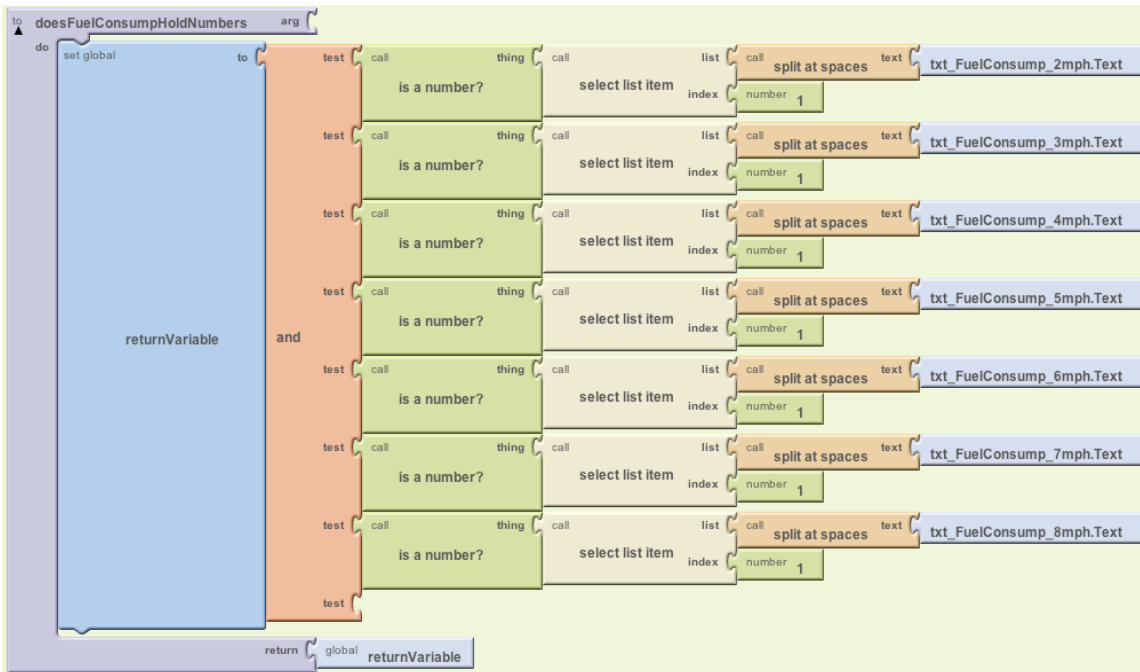 to doesFuelConsumpHoldNumbers arg
do set global returnVariable to and
test call is a number? thing call select list item list call split at spaces text txt_FuelConsump_2mph.Text
index number 1
test call is a number? thing call select list item list call split at spaces text txt_FuelConsump_3mph.Text
index number 1
test call is a number? thing call select list item list call split at spaces text txt_FuelConsump_4mph.Text
index number 1
test call is a number? thing call select list item list call split at spaces text txt_FuelConsump_5mph.Text
index number 1
test call is a number? thing call select list item list call split at spaces text txt_FuelConsump_6mph.Text
index number 1
test call is a number? thing call select list item list call split at spaces text txt_FuelConsump_7mph.Text
index number 1
test call is a number? thing call select list item list call split at spaces text txt_FuelConsump_8mph.Text
index number 1
test
return global returnVariable